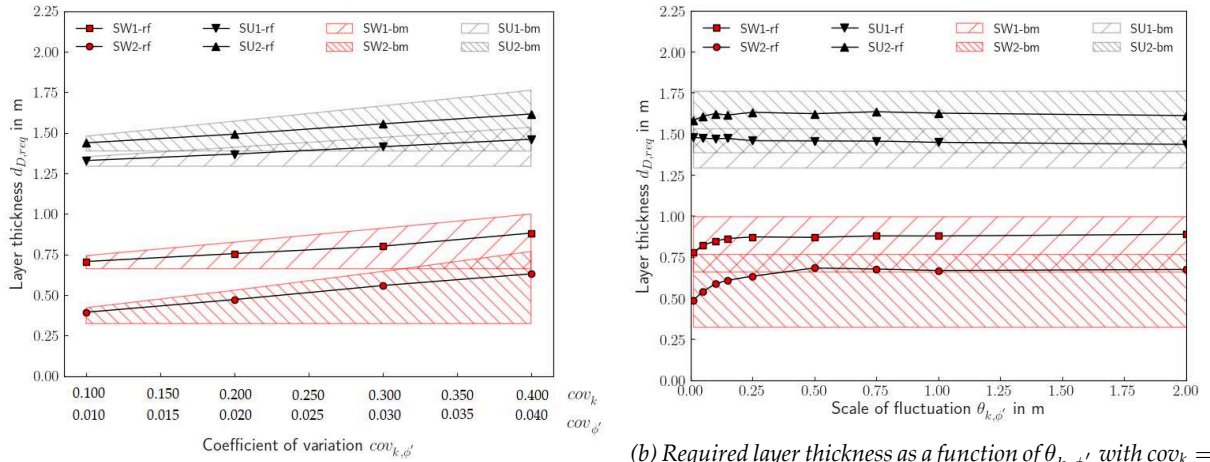 2.25
2.00
1.75
1.50
1.25
1.00
0.75
0.50
0.25
0.00
Layer thickness d_{D,req} in m
SW1-rf SU1-rf SW1-bm SU1-bm
SW2-rf SU2-rf SW2-bm SU2-bm
0.100 0.150 0.200 0.250 0.300 0.350 0.400 cov_k
0.010 0.015 0.020 0.025 0.030 0.035 0.040 cov_{ϕ′}
Coefficient of variation cov_{k,ϕ′}
2.25
2.00
1.75
1.50
1.25
1.00
0.75
0.50
0.25
0.00
Layer thickness d_{D,req} in m
SW1-rf SU1-rf SW1-bm SU1-bm
SW2-rf SU2-rf SW2-bm SU2-bm
0.00 0.25 0.50 0.75 1.00 1.25 1.50 1.75 2.00
Scale of fluctuation θ_{k,ϕ′} in m
(b) Required layer thickness as a function of θ_{k,ϕ′} with cov_k =